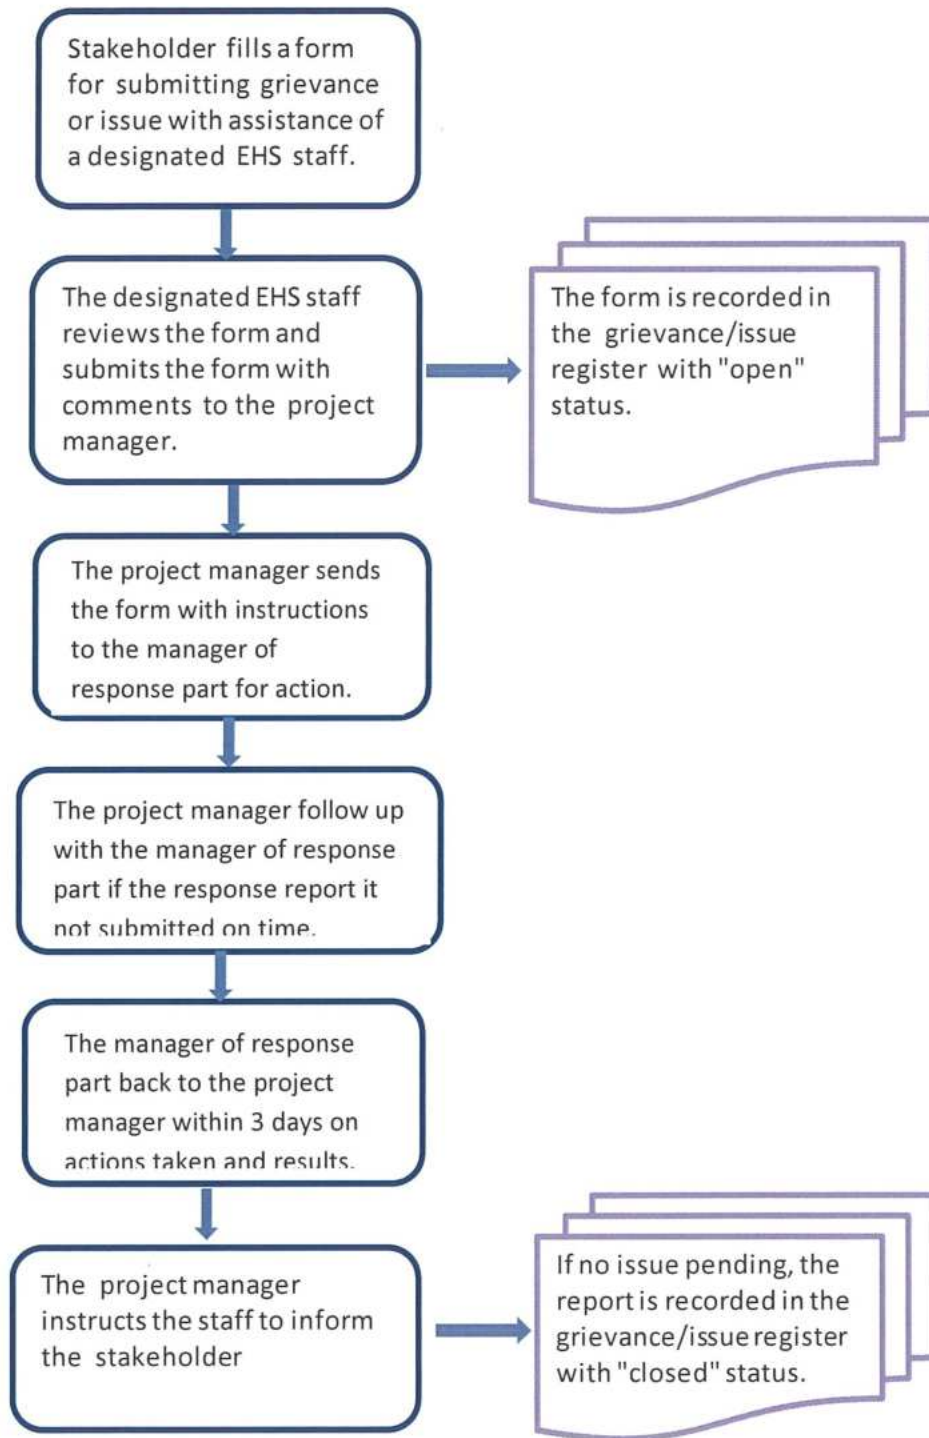 Stakeholder fills a form
for submitting grievance
or issue with assistance of
a designated EHS staff.
The designated EHS staff
reviews the form and
submits the form with
comments to the project
manager.
The form is recorded in
the grievance/issue
register with "open"
status.
The project manager sends
the form with instructions
to the manager of
response part for action.
The project manager follow up
with the manager of response
part if the response report it
not submitted on time.
The manager of response
part back to the project
manager within 3 days on
actions taken and results.
The project manager
instructs the staff to inform
the stakeholder
If no issue pending, the
report is recorded in the
grievance/issue register
with "closed" status.